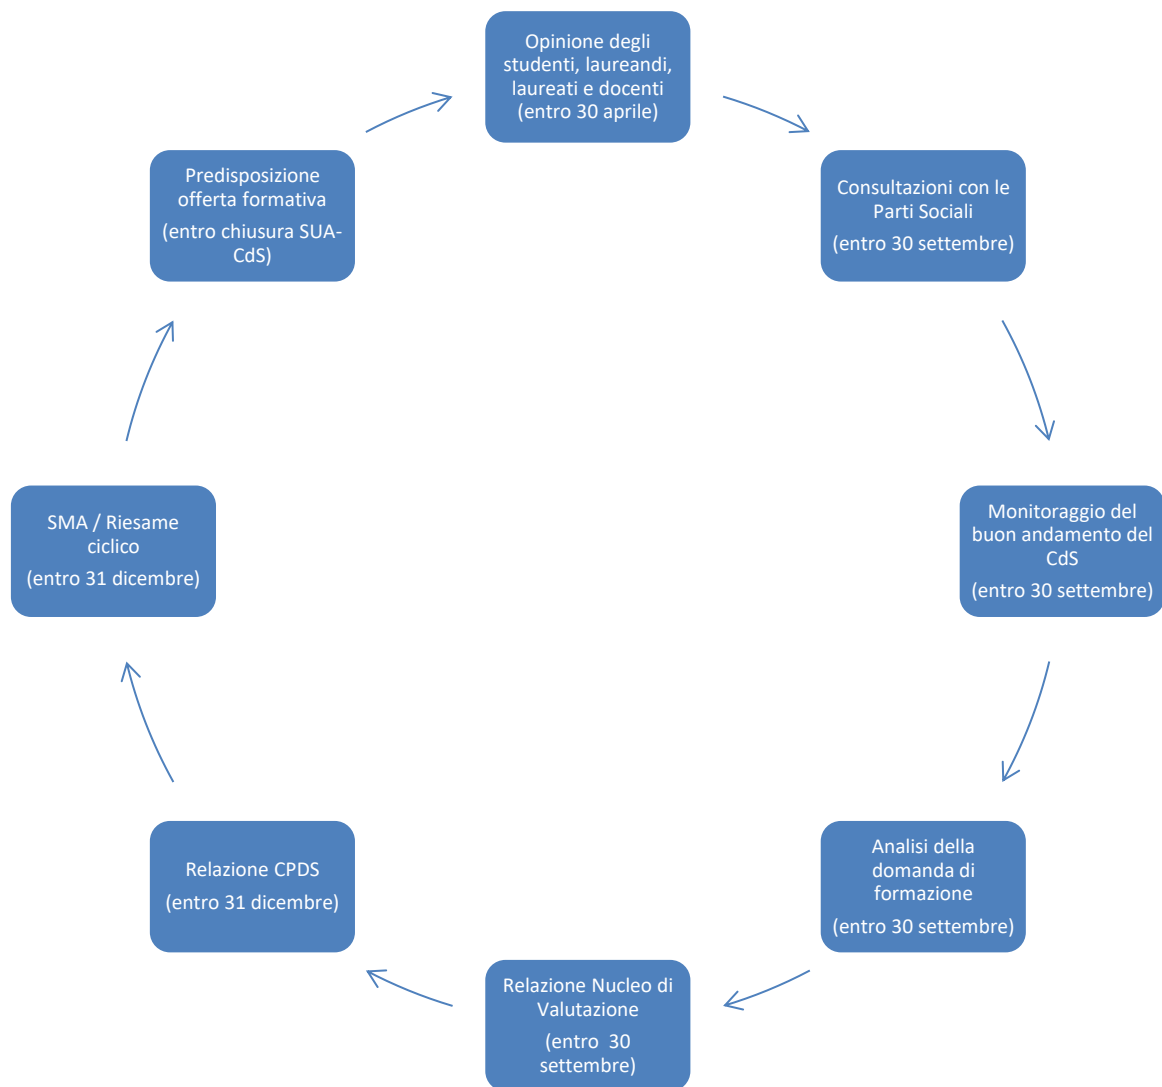 Opinione degli
studenti, laureandi,
laureati e docenti
(entro 30 aprile)
Consultazioni con le
Parti Sociali
(entro 30 settembre)
Monitoraggio del
buon andamento del
CdS
(entro 30 settembre)
Analisi della
domanda di
formazione
(entro 30 settembre)
Relazione Nucleo di
Valutazione
(entro  30
settembre)
Relazione CPDS
(entro 31 dicembre)
SMA / Riesame
ciclico
(entro 31 dicembre)
Predisposizione
offerta formativa
(entro chiusura SUA-
CdS)